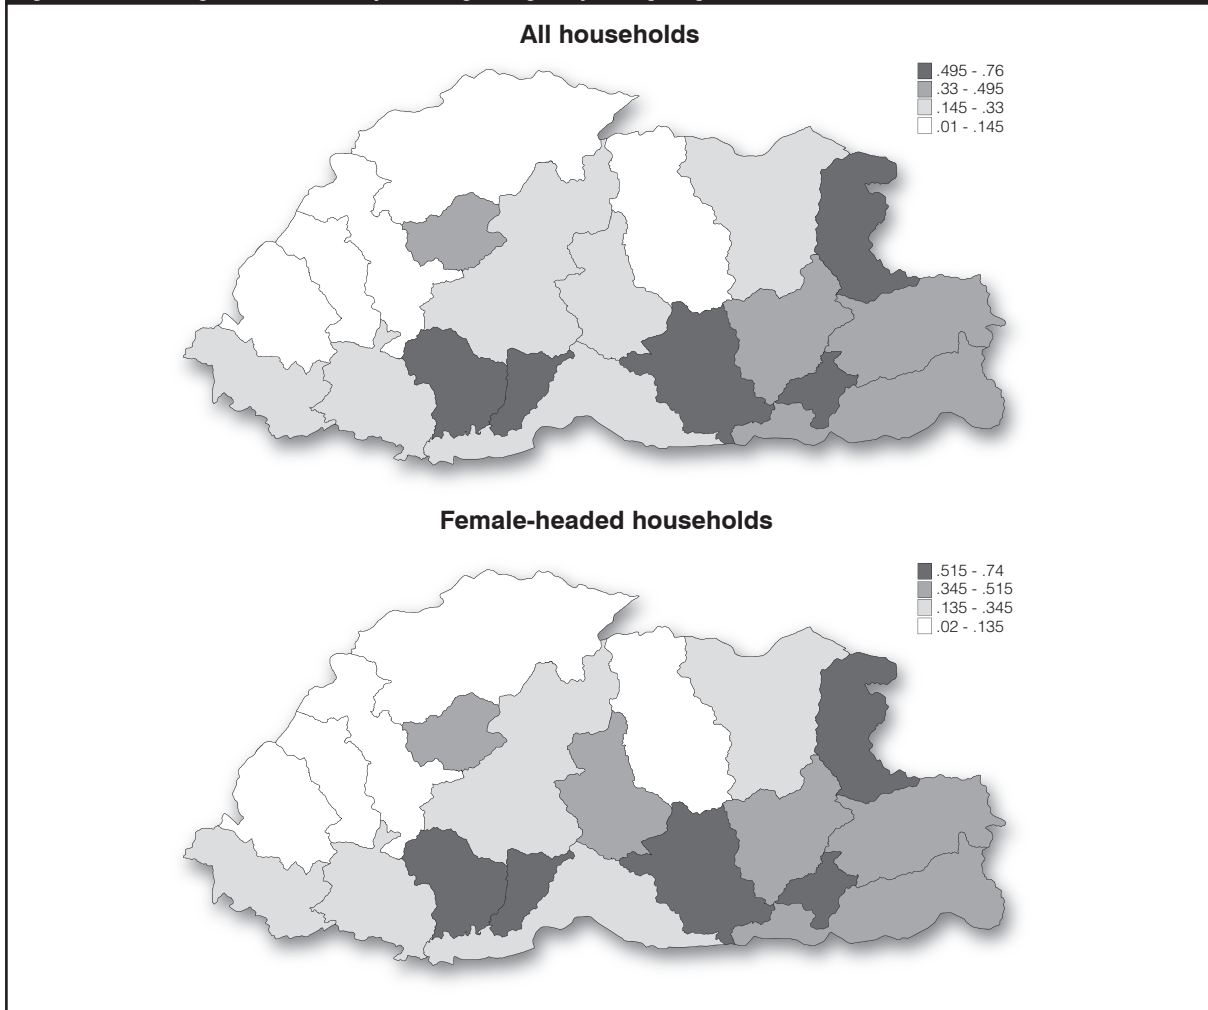 All households
.495 - .76
.33 - .495
.145 - .33
.01 - .145
Female-headed households
.515 - .74
.345 - .515
.135 - .345
.02 - .135